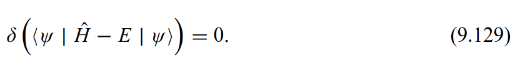 δ(⟨ψ | Ĥ − E | ψ⟩) = 0. (9.129)